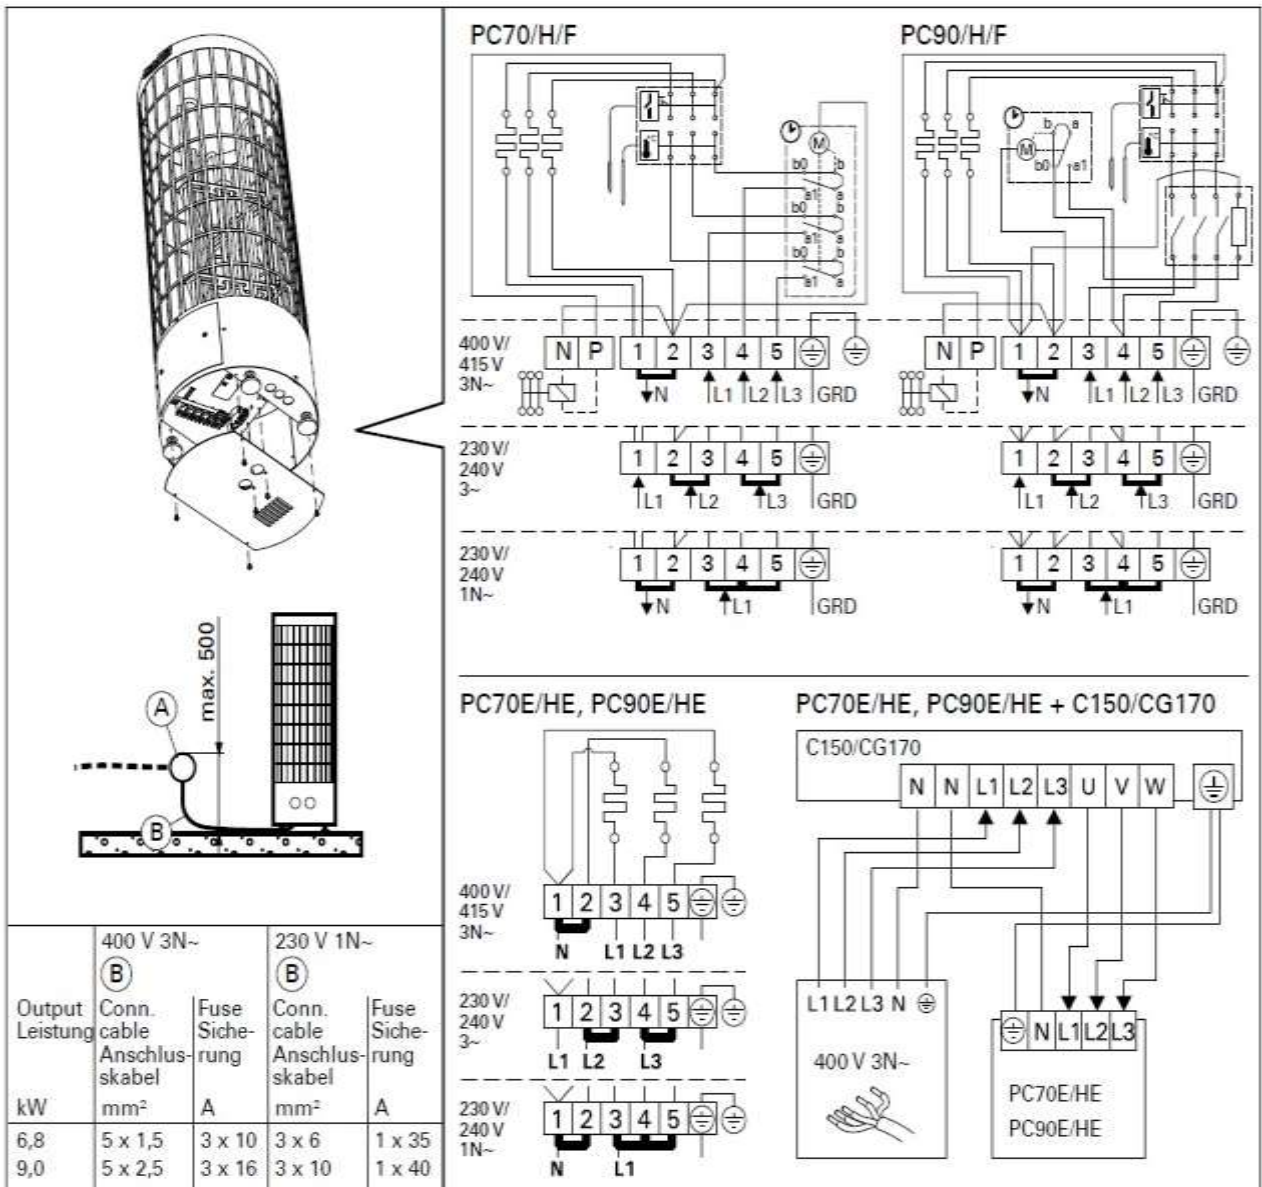 PC70/H/F
PC90/H/F
M
b0 b
a1 a
b0 b
a1 a
b0 b
a1 a
M
b a
b0 a1
400 V/
415 V
3N~
N P
1 2 3 4 5
N L1 L2 L3 GRD
N P
1 2 3 4 5
N L1 L2 L3 GRD
230 V/
240 V
3~
1 2 3 4 5
L1 L2 L3 GRD
1 2 3 4 5
L1 L2 L3 GRD
230 V/
240 V
1N~
1 2 3 4 5
N L1 GRD
1 2 3 4 5
N L1 GRD
max. 500
A
B
PC70E/HE, PC90E/HE
400 V/
415 V
3N~
1 2 3 4 5
N L1 L2 L3
230 V/
240 V
3~
1 2 3 4 5
L1 L2 L3
230 V/
240 V
1N~
1 2 3 4 5
N L1
PC70E/HE, PC90E/HE + C150/CG170
C150/CG170
N N L1 L2 L3 U V W
L1 L2 L3 N
400 V 3N~
N L1 L2 L3
PC70E/HE
PC90E/HE
400 V 3N~ 230 V 1N~
B B
Output Conn. Fuse Conn. Fuse
Leistung cable Siche- cable Siche-
Anschlus- rung Anschlus- rung
skabel skabel
kW mm² A mm² A
6,8 5 x 1,5 3 x 10 3 x 6 1 x 35
9,0 5 x 2,5 3 x 16 3 x 10 1 x 40